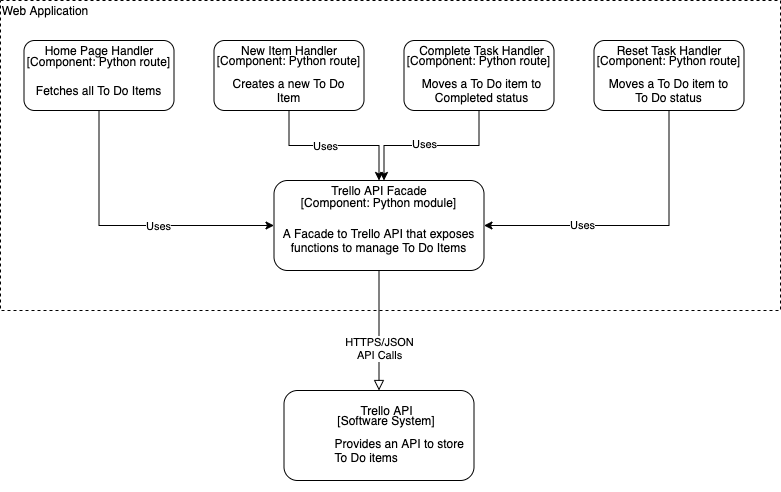 Web Application
Home Page Handler
[Component: Python route]
Fetches all To Do Items
New Item Handler
[Component: Python route]
Creates a new To Do
Item
Complete Task Handler
[Component: Python route]
Moves a To Do item to
Completed status
Reset Task Handler
[Component: Python route]
Moves a To Do item to
To Do status
Uses
Uses
Trello API Facade
[Component: Python module]
A Facade to Trello API that exposes
functions to manage To Do Items
Uses
Uses
HTTPS/JSON
API Calls
Trello API
[Software System]
Provides an API to store
To Do items